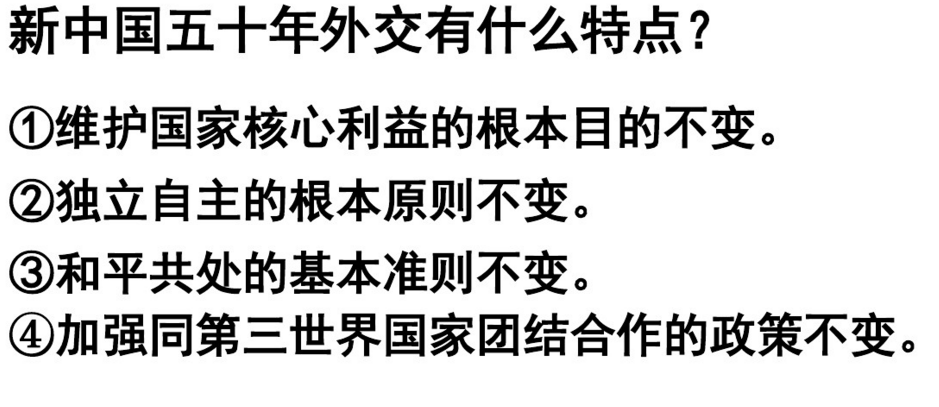 新中国五十年外交有什么特点?
①维护国家核心利益的根本目的不变。
②独立自主的根本原则不变。
③和平共处的基本准则不变。
④加强同第三世界国家团结合作的政策不变。